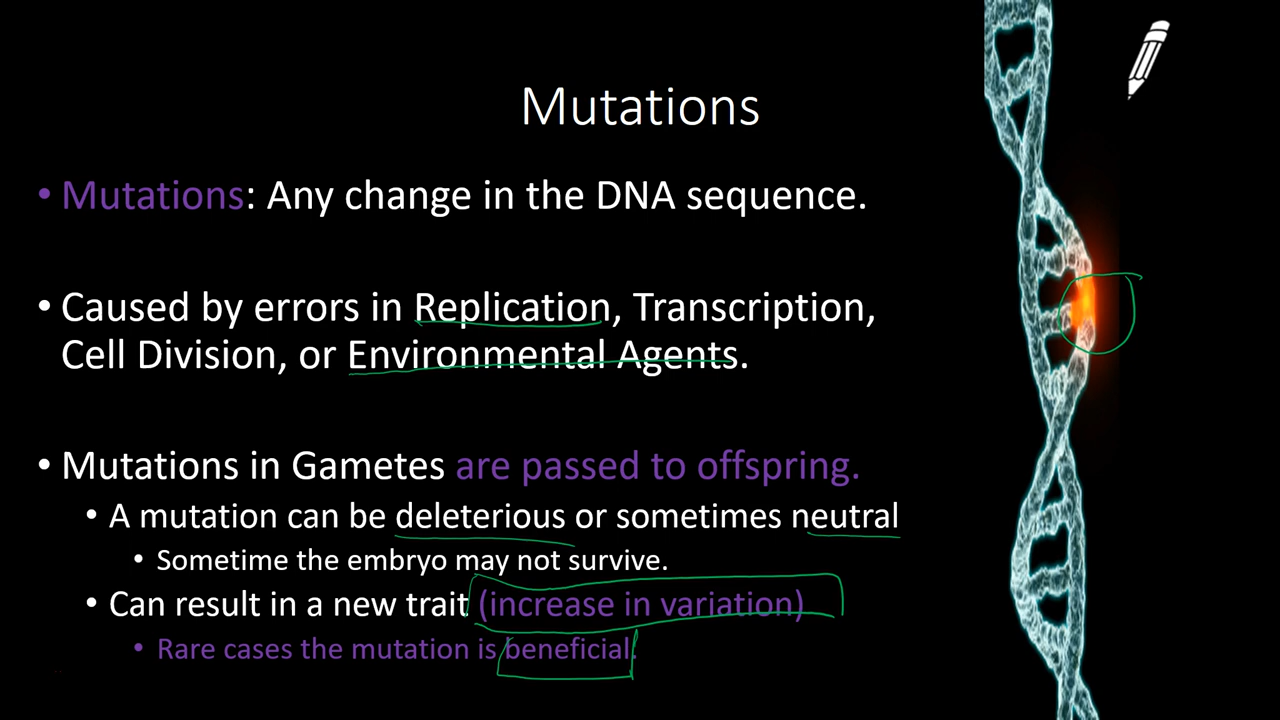 Mutations
• Mutations: Any change in the DNA sequence.
• Caused by errors in Replication, Transcription,
Cell Division, or Environmental Agents.
• Mutations in Gametes are passed to offspring.
• A mutation can be deleterious or sometimes neutral
• Sometime the embryo may not survive.
• Can result in a new trait (increase in variation)
• Rare cases the mutation is beneficial.